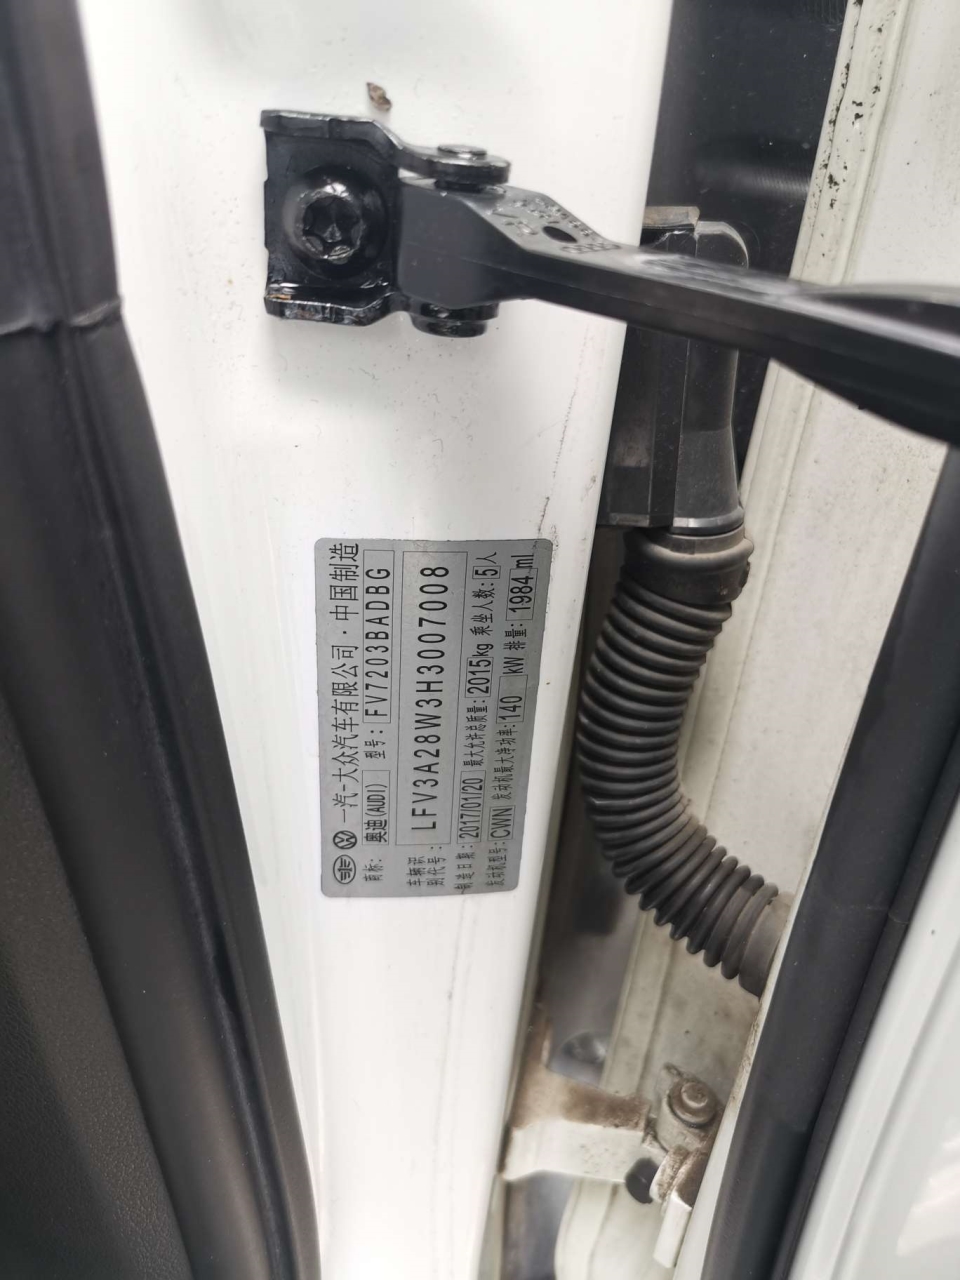 一汽-大众汽车有限公司·中国制造
商标: 奥迪(AUDI) 型号: FV7203BADBG
车辆识别代号: LFV3A28W3H3007008
制造日期: 2017/01/20 最大允许总质量: 2015kg 乘坐人数: 5人
发动机型号: CWN 发动机最大净功率: 140 kW 排量: 1984 ml